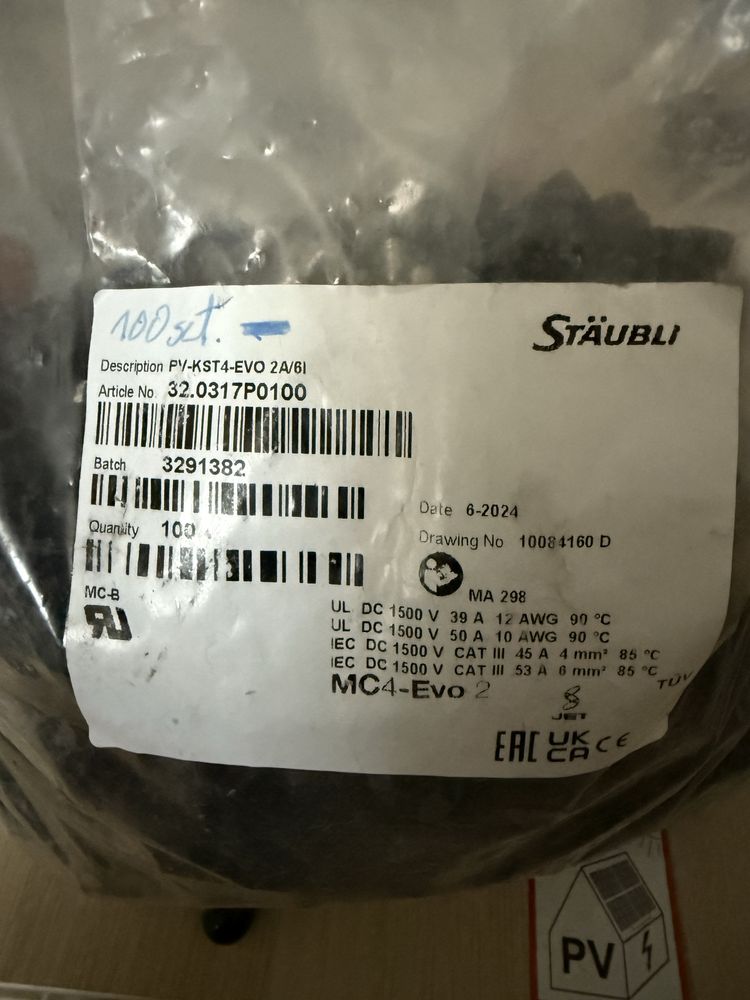 100 set. –
STÄUBLI
Description PV-KST4-EVO 2A/6I
Article No. 32.0317P0100
Batch 3291382
Quantity 100
Date 6-2024
Drawing No 10084160 D
MA 298
MC-B
UL DC 1500 V 39 A 12 AWG 90 °C
UL DC 1500 V 50 A 10 AWG 90 °C
IEC DC 1500 V CAT III 45 A 4 mm² 85 °C
IEC DC 1500 V CAT III 53 A 6 mm² 85 °C
MC4-Evo 2
TÜV
JET
EAC UK CA CE
PV